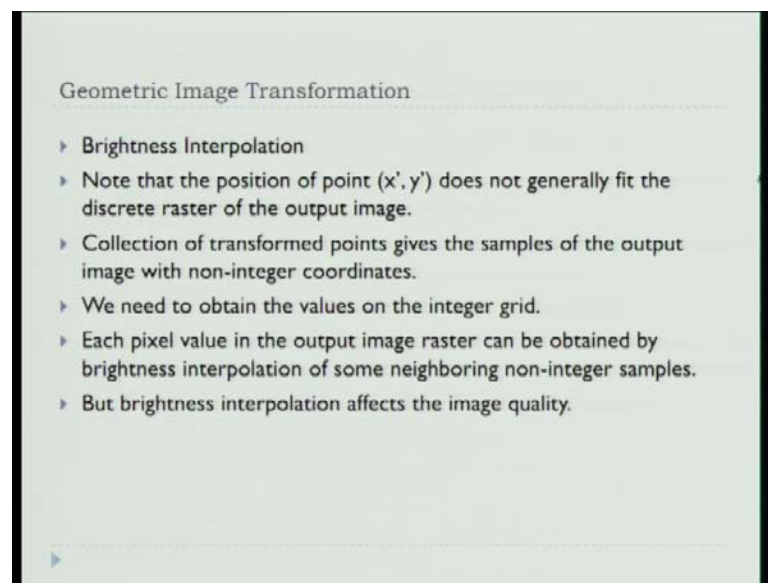 Geometric Image Transformation
Brightness Interpolation
Note that the position of point (x', y') does not generally fit the
discrete raster of the output image.
Collection of transformed points gives the samples of the output
image with non-integer coordinates.
We need to obtain the values on the integer grid.
Each pixel value in the output image raster can be obtained by
brightness interpolation of some neighboring non-integer samples.
But brightness interpolation affects the image quality.